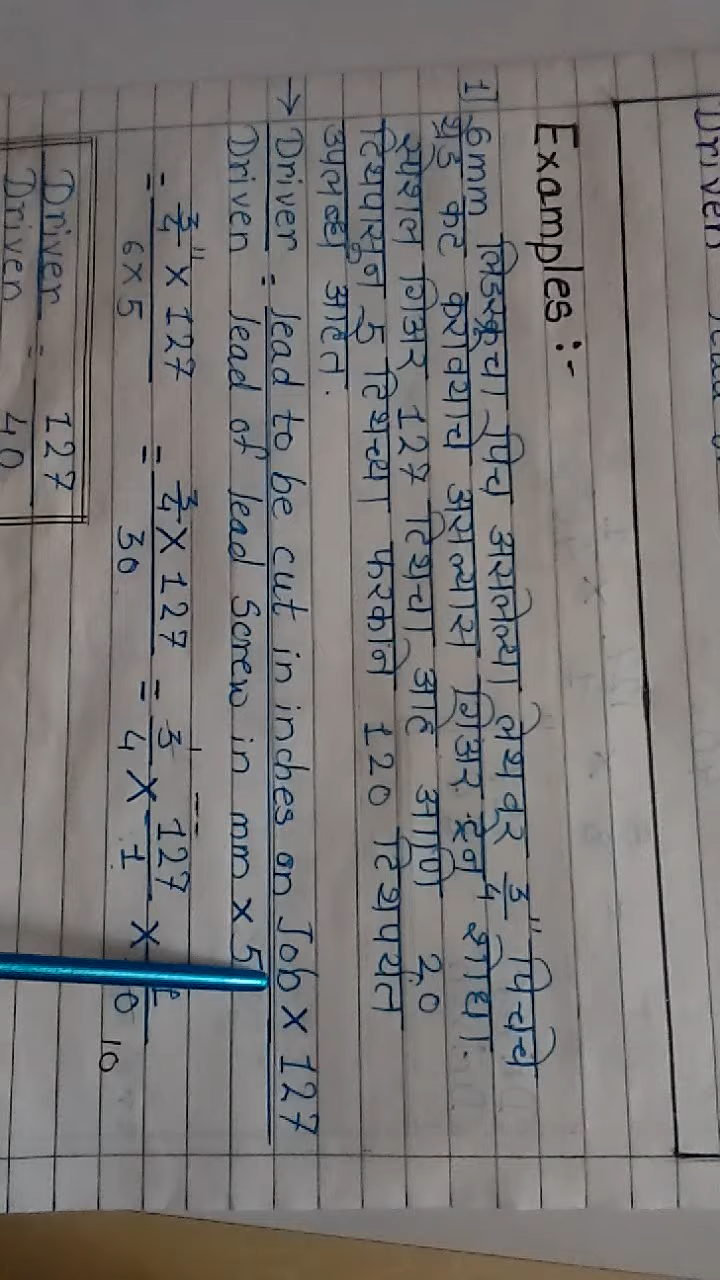 Driven
Examples :-
1] 6mm लिडस्क्रूचा पिच असलेल्या लेथवर 3/4" पिचचे
थ्रेड कट करावयाचे असल्यास गिअर ट्रेन शोधा.
स्पेशल गिअर 127 टिथचा आहे आणि 20
टिथपासून 5 टिथच्या फरकाने 120 टिथपर्यंत
उपलब्ध आहेत.
→ Driver / Driven = lead to be cut in inches on Job × 127 / lead of lead Screw in mm × 5
= 3/4" × 127 / 6 × 5 = 3/4 × 127 / 30 = 3/4 × 127/1 ×
10
Driver / Driven = 127 / 40